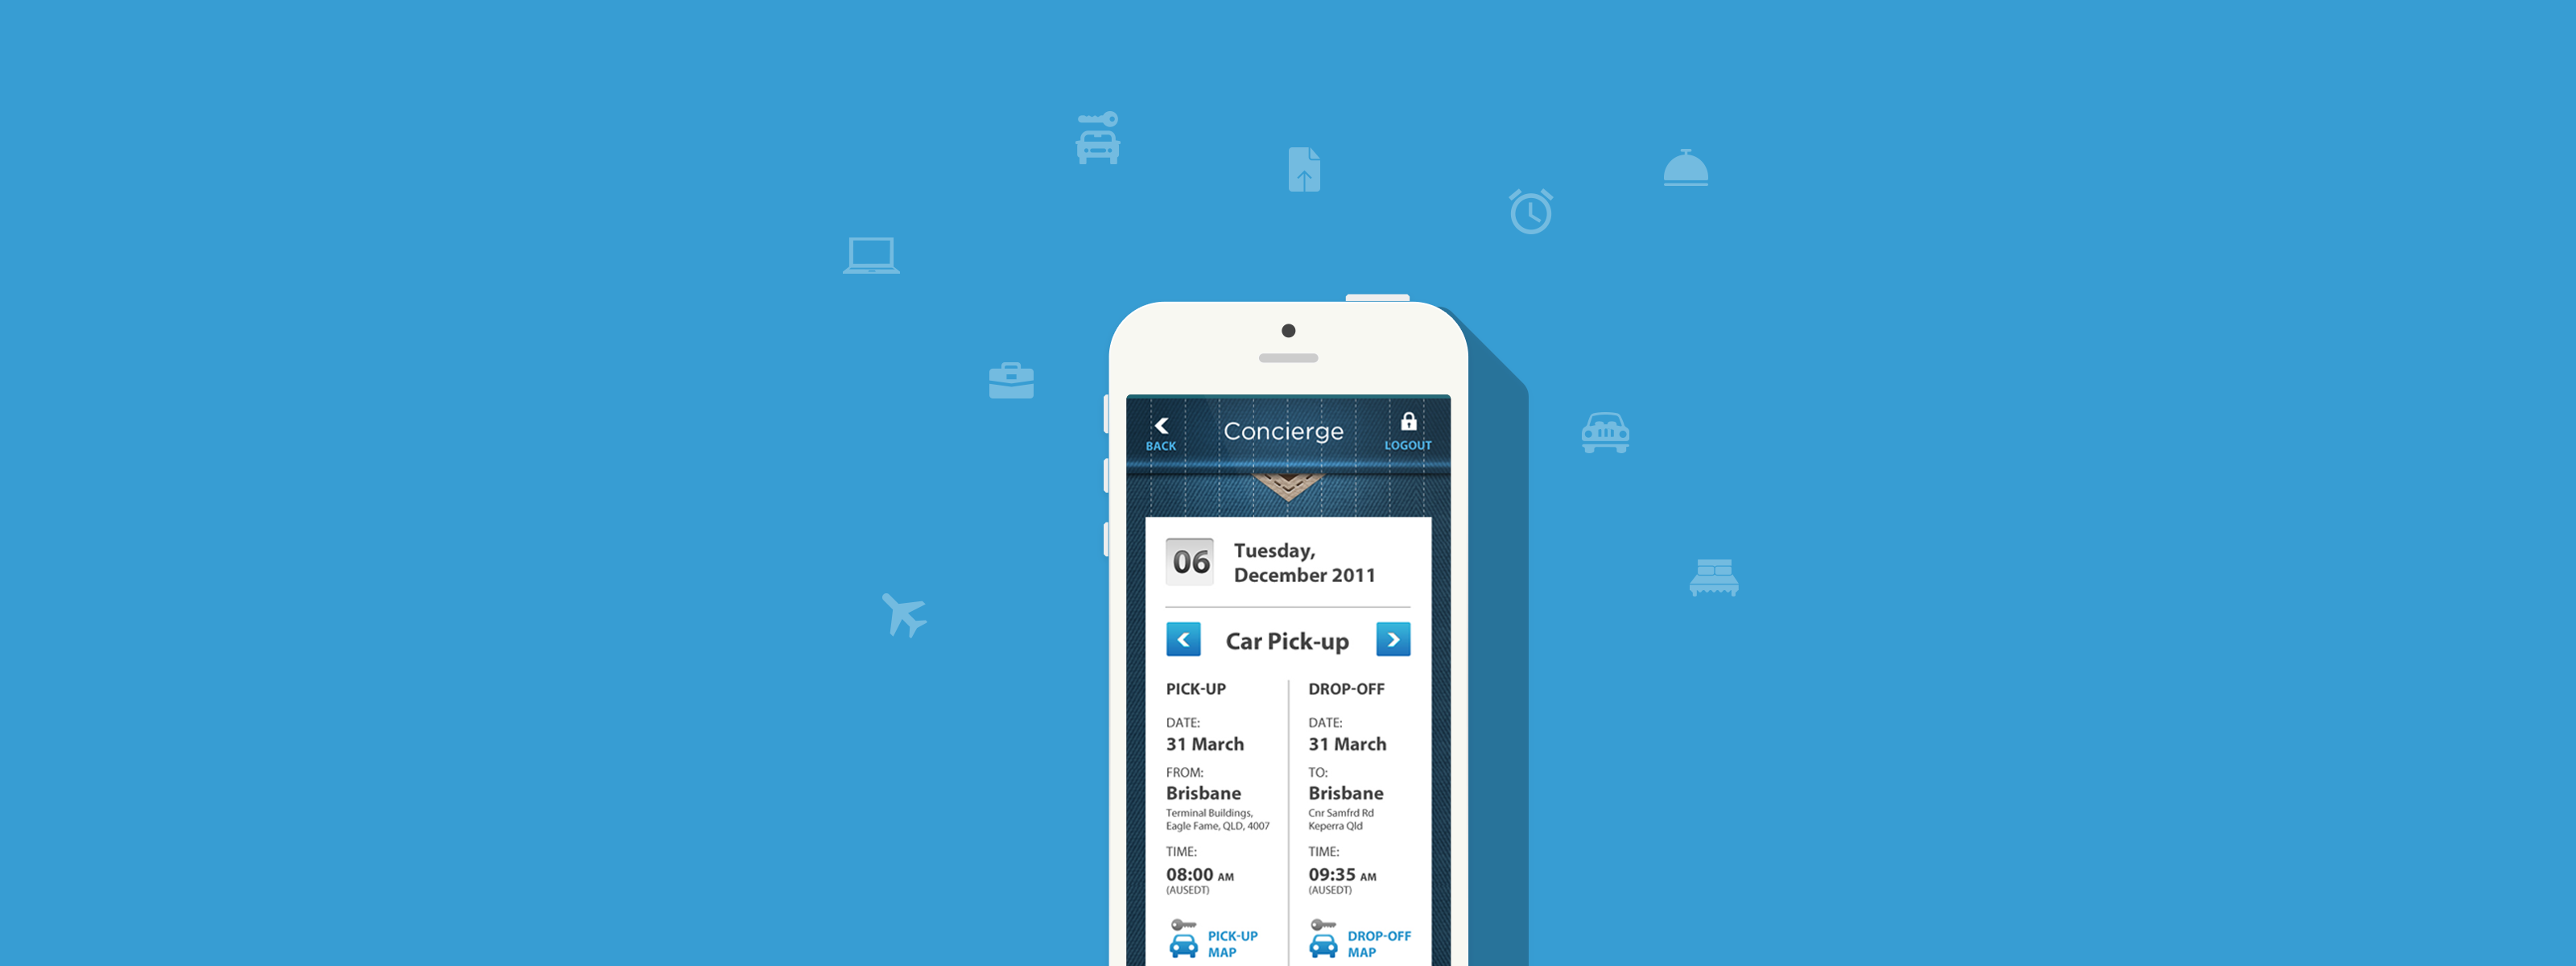 BACK
Concierge
LOGOUT
06
Tuesday,
December 2011
Car Pick-up
PICK-UP
DATE:
31 March
FROM:
Brisbane
Terminal Buildings,
Eagle Fame, QLD, 4007
TIME:
08:00 AM
(AUSEDT)
PICK-UP
MAP
DROP-OFF
DATE:
31 March
TO:
Brisbane
Cnr Samfrd Rd
Keperra Qld
TIME:
09:35 AM
(AUSEDT)
DROP-OFF
MAP